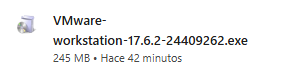 VMware-
workstation-17.6.2-24409262.exe
245 MB • Hace 42 minutos